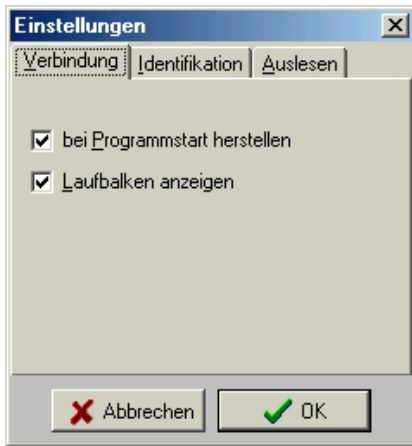 Einstellungen
Verbindung Identifikation Auslesen
bei Programmstart herstellen
Laufbalken anzeigen
Abbrechen OK